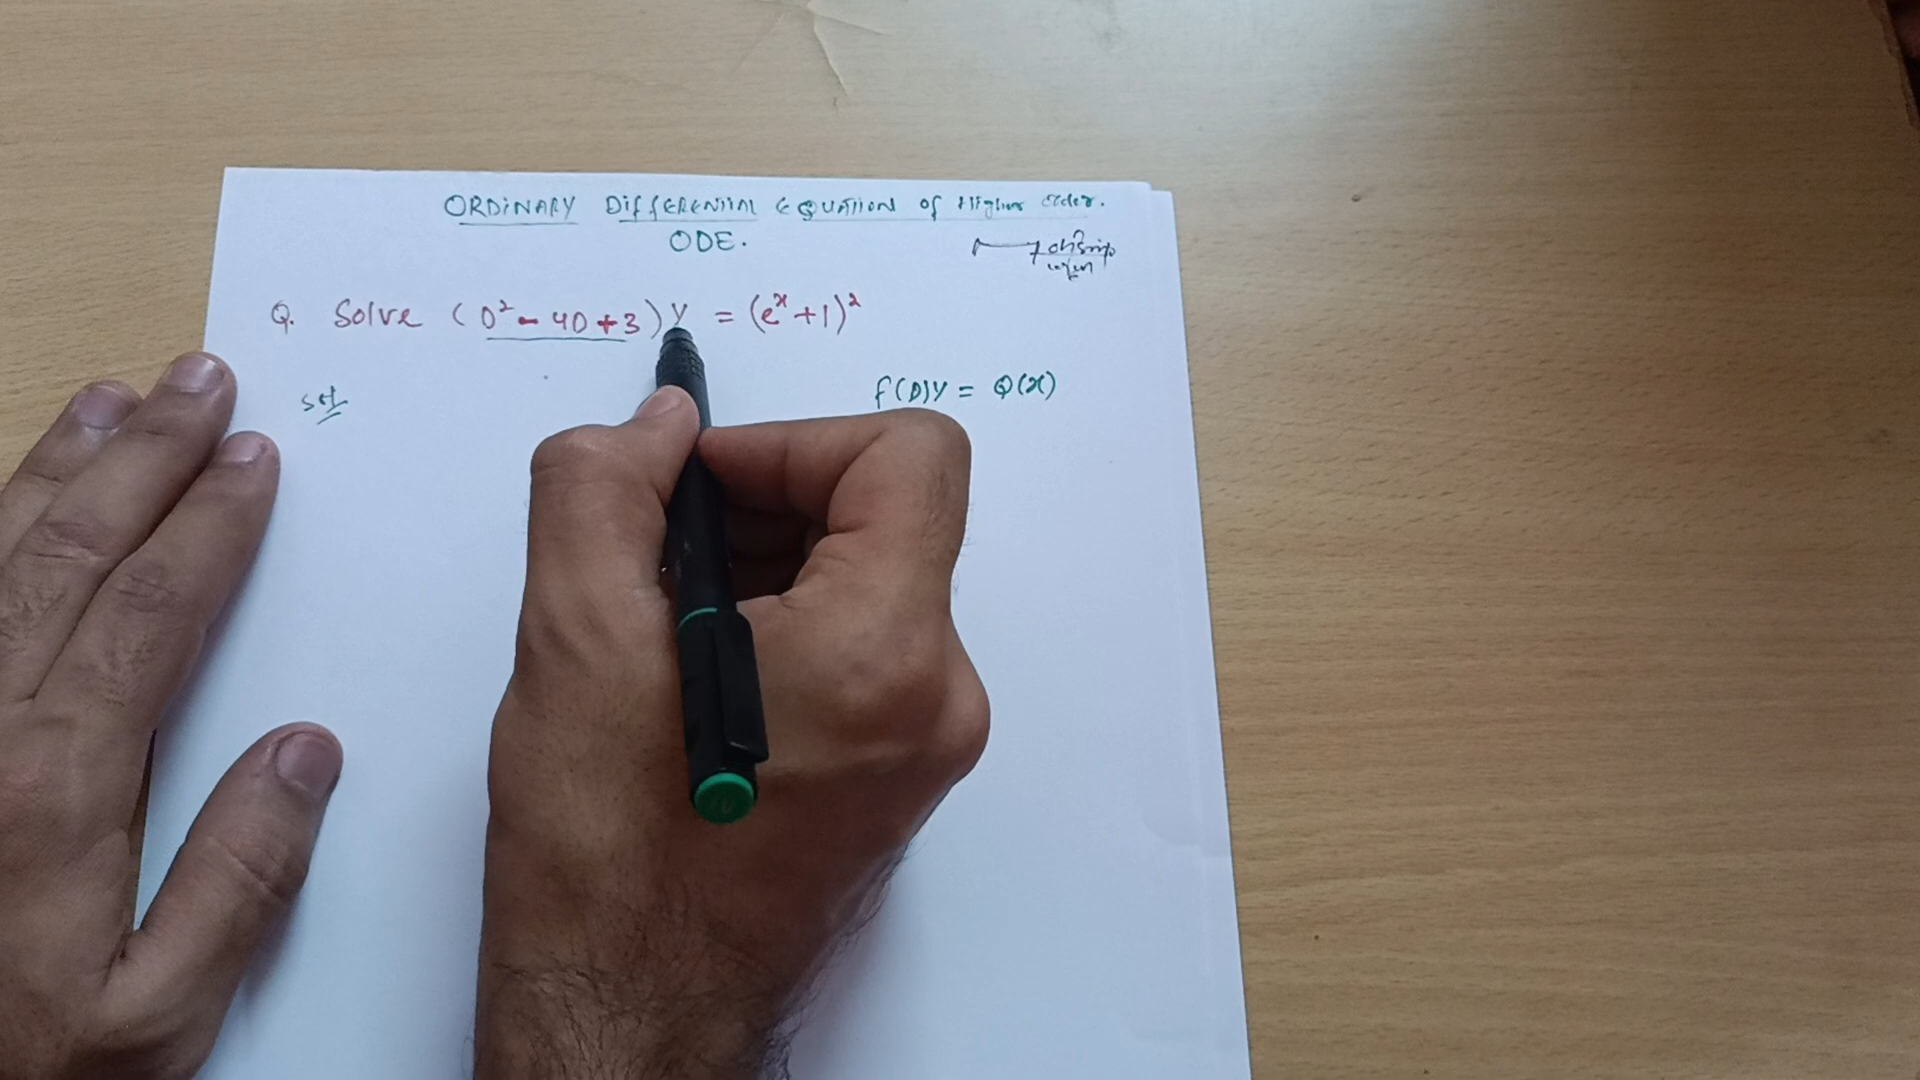 ORDINARY DIFFERENTIAL EQUATION Of Higher Order.
ODE.
Q. Solve (D²-4D+3)Y = (eˣ+1)²
Sol
f(D)Y = Q(x)